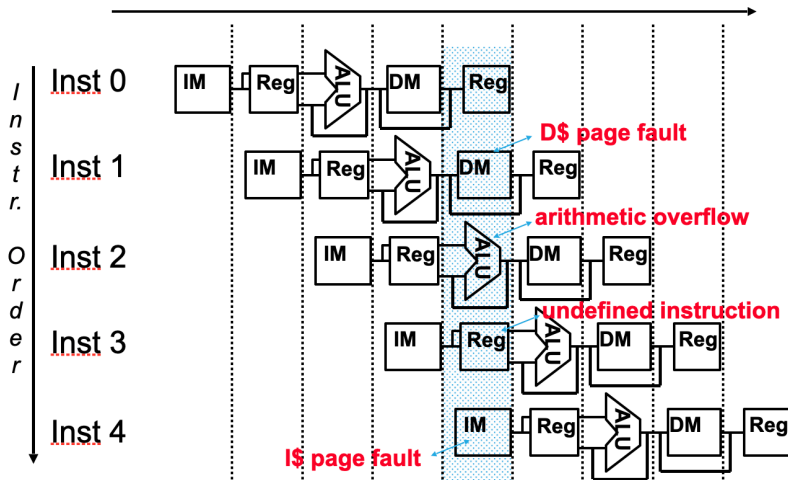 Instr. Order
Inst 0
IM
Reg
ALU
DM
Reg
D$ page fault
Inst 1
IM
Reg
ALU
DM
Reg
arithmetic overflow
Inst 2
IM
Reg
ALU
DM
Reg
undefined instruction
Inst 3
IM
Reg
ALU
DM
Reg
Inst 4
IM
Reg
ALU
DM
Reg
I$ page fault